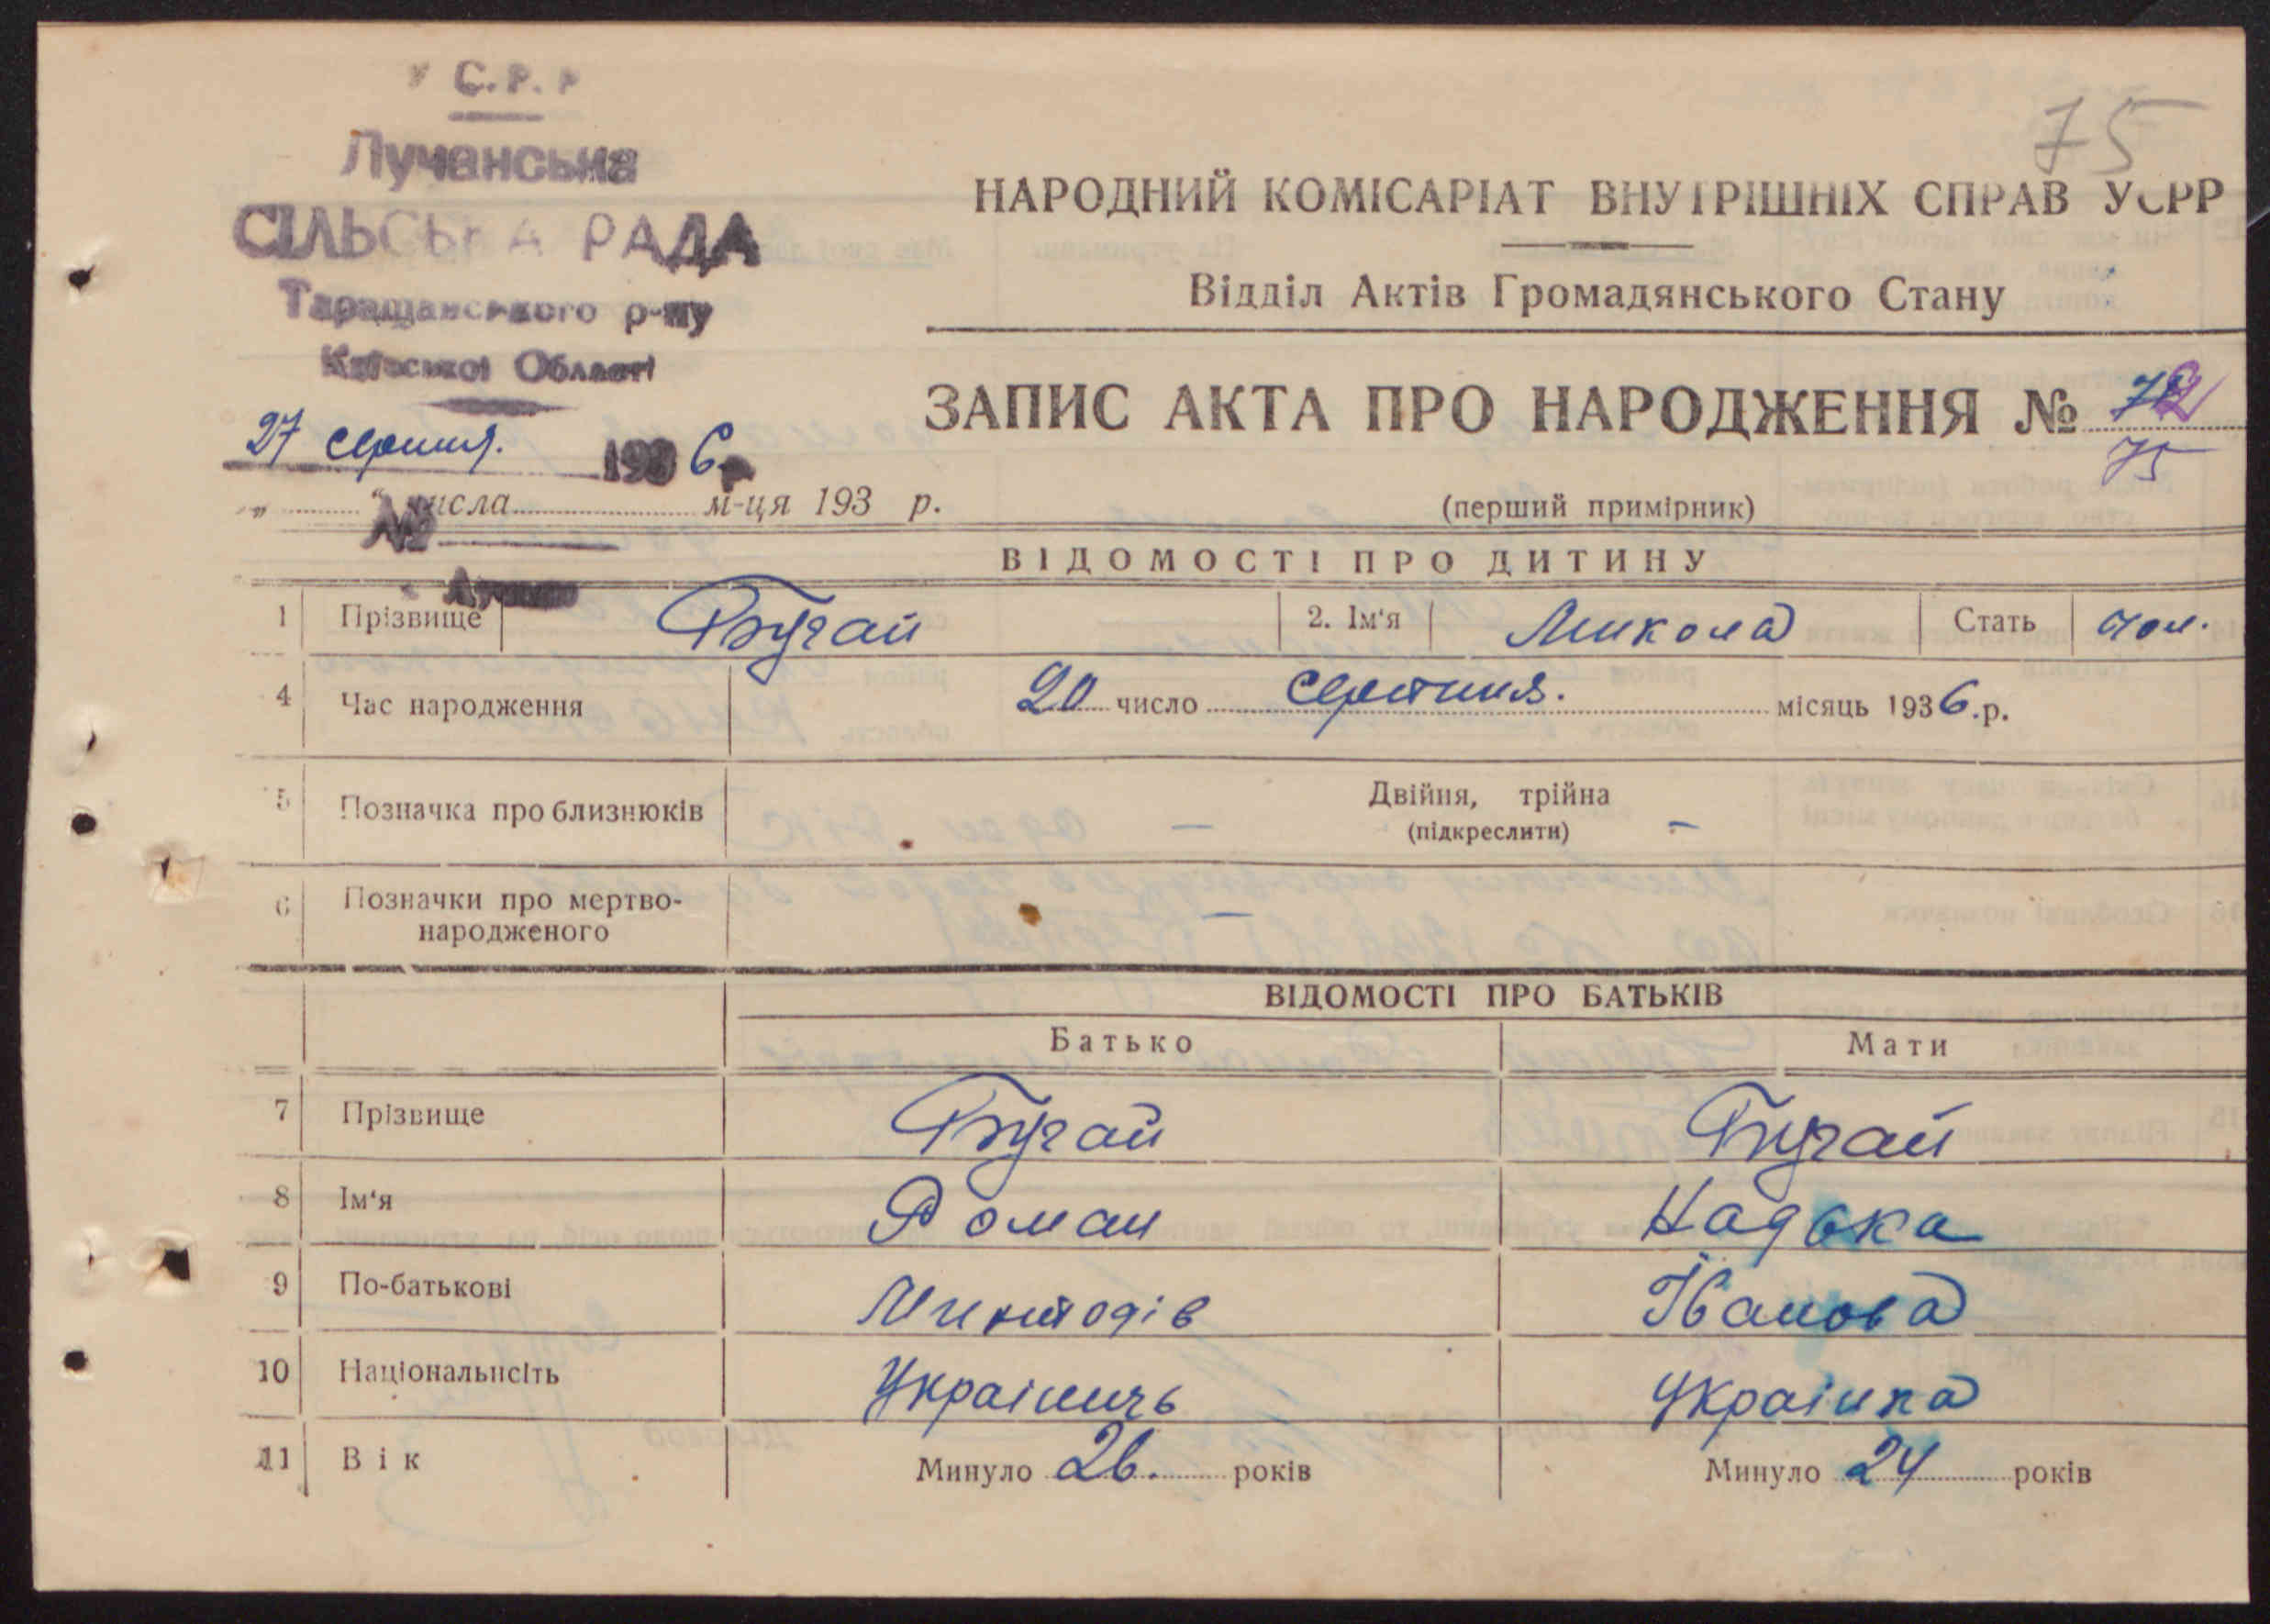 75
У С.Р.Р
Лучанська
СІЛЬСЬКА РАДА
Таращанського р-ну
Київської Області
27 серпня. 1936 р
№
НАРОДНИЙ КОМІСАРІАТ ВНУТРІШНІХ СПРАВ УСРР
Відділ Актів Громадянського Стану
ЗАПИС АКТА ПРО НАРОДЖЕННЯ №
75
„ “ числа м-ця 193 р.
(перший примірник)
ВІДОМОСТІ ПРО ДИТИНУ
1 Прізвище Бугай 2. Ім‘я Микола Стать чол.
4 Час народження 20 число серпня. місяць 1936.р.
5 Позначка про близнюків Двійня, трійна —
(підкреслити)
6 Позначки про мертво-
народженого —
ВІДОМОСТІ ПРО БАТЬКІВ
Батько Мати
7 Прізвище Бугай Бугай
8 Ім‘я Роман Надька
9 По-батькові Іванова
10 Національність Українць Українка
11 Вік Минуло 26. років Минуло 24 років